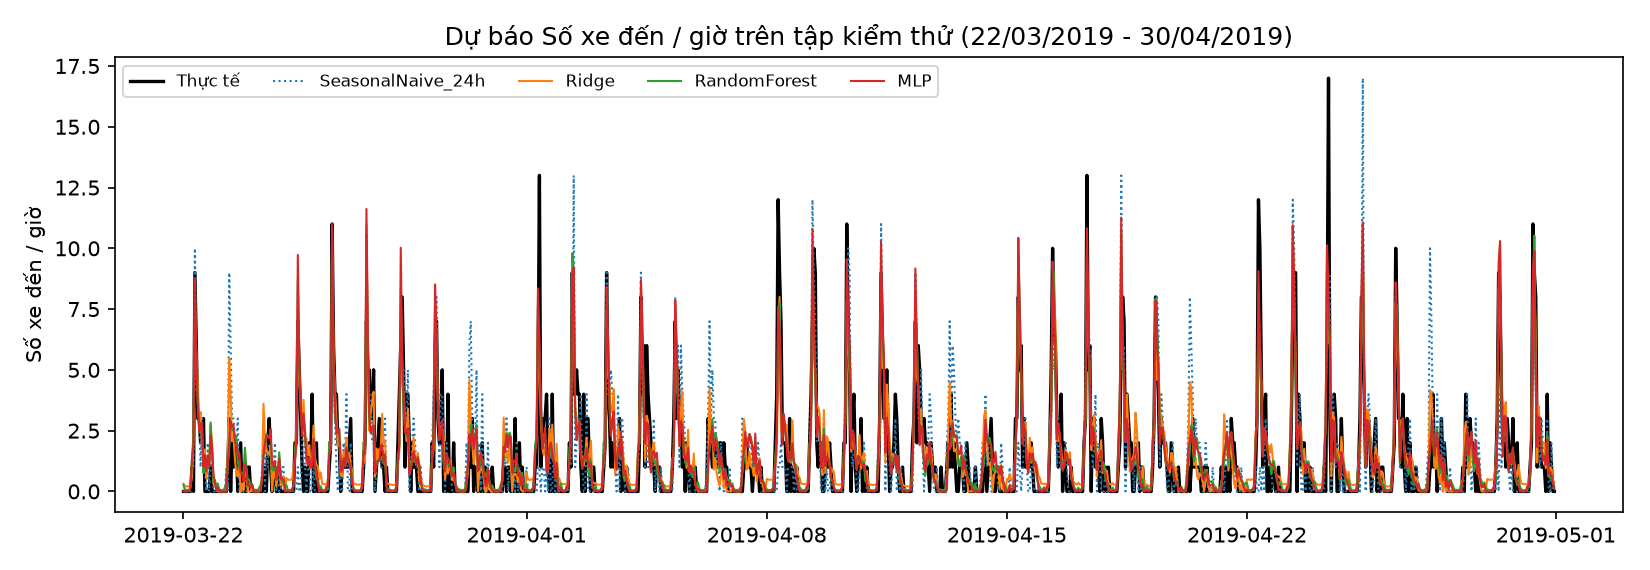 Dự báo Số xe đến / giờ trên tập kiểm thử (22/03/2019 - 30/04/2019)
Thực tế SeasonalNaive_24h Ridge RandomForest MLP
Số xe đến / giờ
17.5
15.0
12.5
10.0
7.5
5.0
2.5
0.0
2019-03-22 2019-04-01 2019-04-08 2019-04-15 2019-04-22 2019-05-01